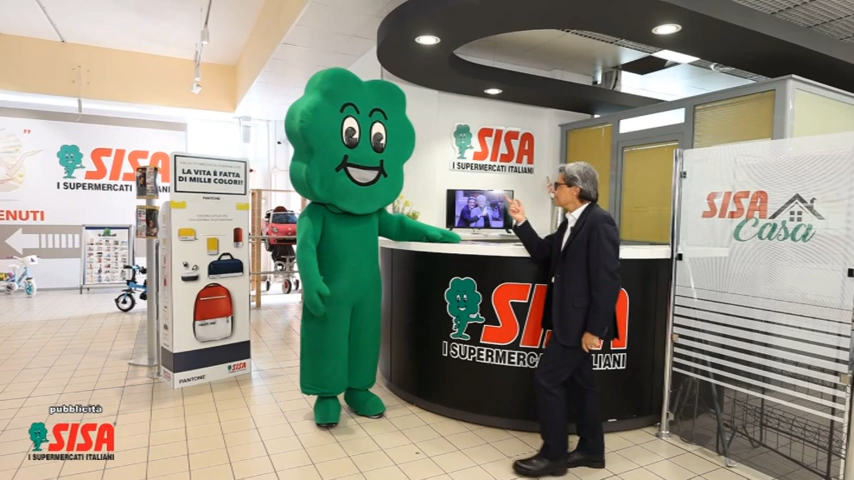 SISA
I SUPERMERCATI ITALIANI
SISA
I SUPERMERCATI
ENUTI
LA VITA È FATTA
DI MILLE COLORI!
PANTONE
PANTONE
SISA
SISA
I SUPERMERCATI ITALIANI
SISA
Casa
pubblicità
SISA
I SUPERMERCATI ITALIANI